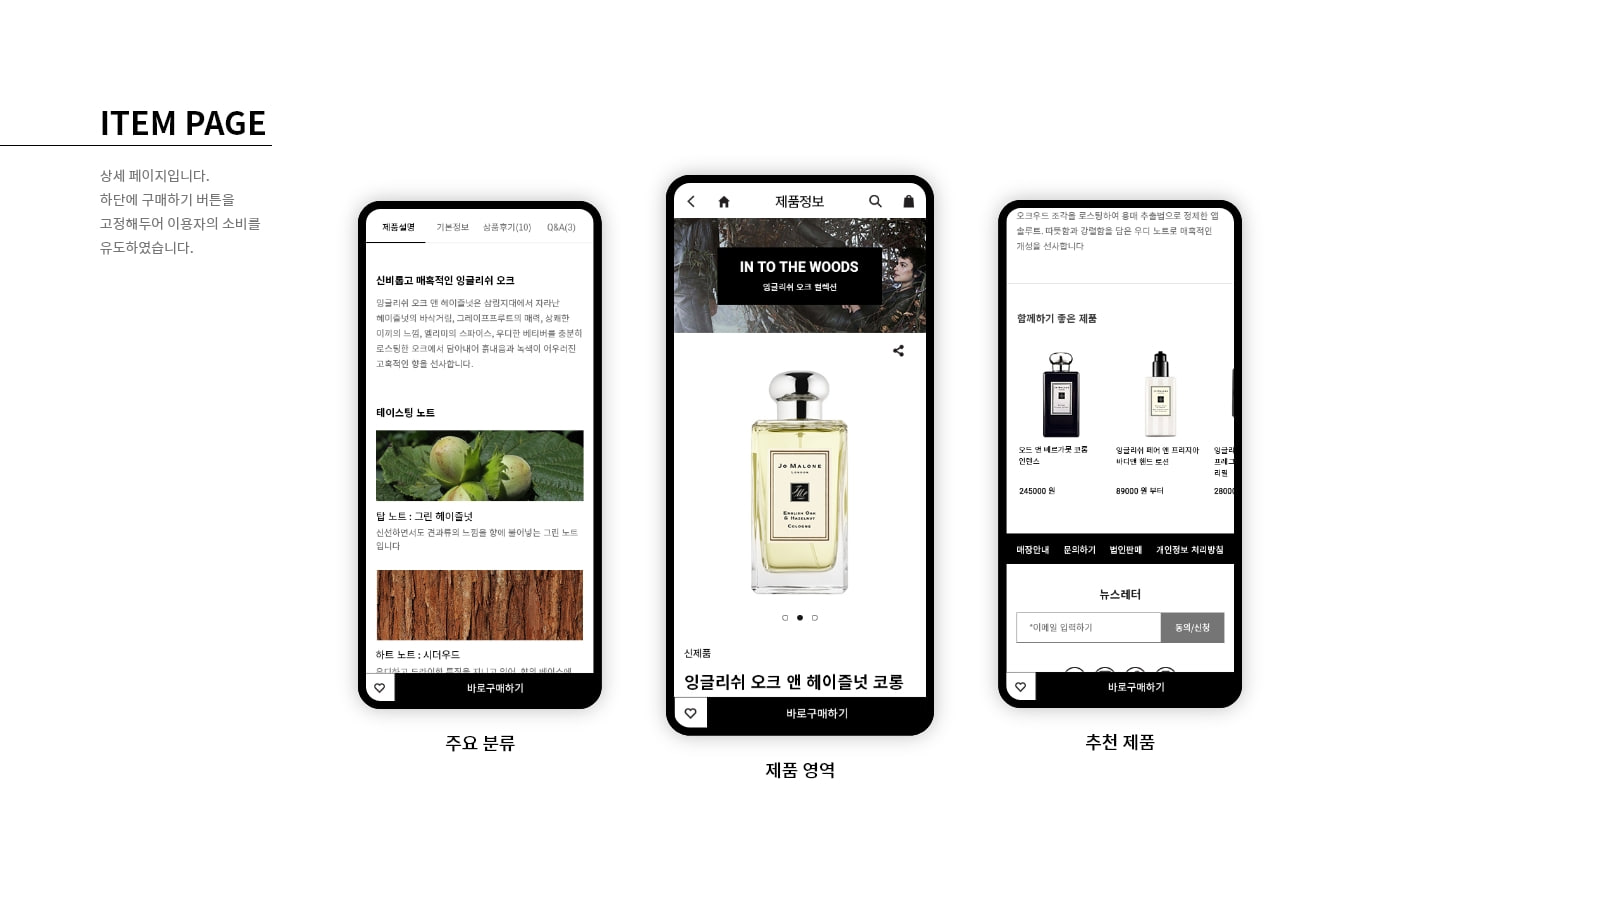 ITEM PAGE
상세 페이지입니다.
하단에 구매하기 버튼을
고정해두어 이용자의 소비를
유도하였습니다.
제품설명 기본정보 상품후기(10) Q&A(3)
신비롭고 매혹적인 잉글리쉬 오크
잉글리쉬 오크 앤 헤이즐넛은 삼림지대에서 자라난
헤이즐넛의 바삭거림, 그레이프프루트의 매력, 상쾌한
이끼의 느낌, 엘리미의 스파이스, 우디한 베티버를 충분히
로스팅한 오크에서 담아내어 흙내음과 녹색이 어우러진
고혹적인 향을 선사합니다.
테이스팅 노트
탑 노트 : 그린 헤이즐넛
신선하면서도 견과류의 느낌을 향에 불어넣는 그린 노트
입니다
하트 노트 : 시더우드
바로구매하기
주요 분류
제품정보
IN TO THE WOODS
잉글리쉬 오크 컬렉션
JO MALONE
LONDON
ENGLISH OAK
& HAZELNUT
COLOGNE
신제품
잉글리쉬 오크 앤 헤이즐넛 코롱
바로구매하기
제품 영역
오크우드 조각을 로스팅하여 용매 추출법으로 정제한 앱
솔루트. 따뜻함과 강렬함을 담은 우디 노트로 매혹적인
개성을 선사합니다
함께하기 좋은 제품
오드 앤 베르가못 코롱
인텐스
245000 원
잉글리쉬 페어 앤 프리지아
바디앤 핸드 로션
89000 원 부터
잉글리
프레그
리필
28000
매장안내 문의하기 법인판매 개인정보 처리방침
뉴스레터
*이메일 입력하기 동의/신청
바로구매하기
추천 제품